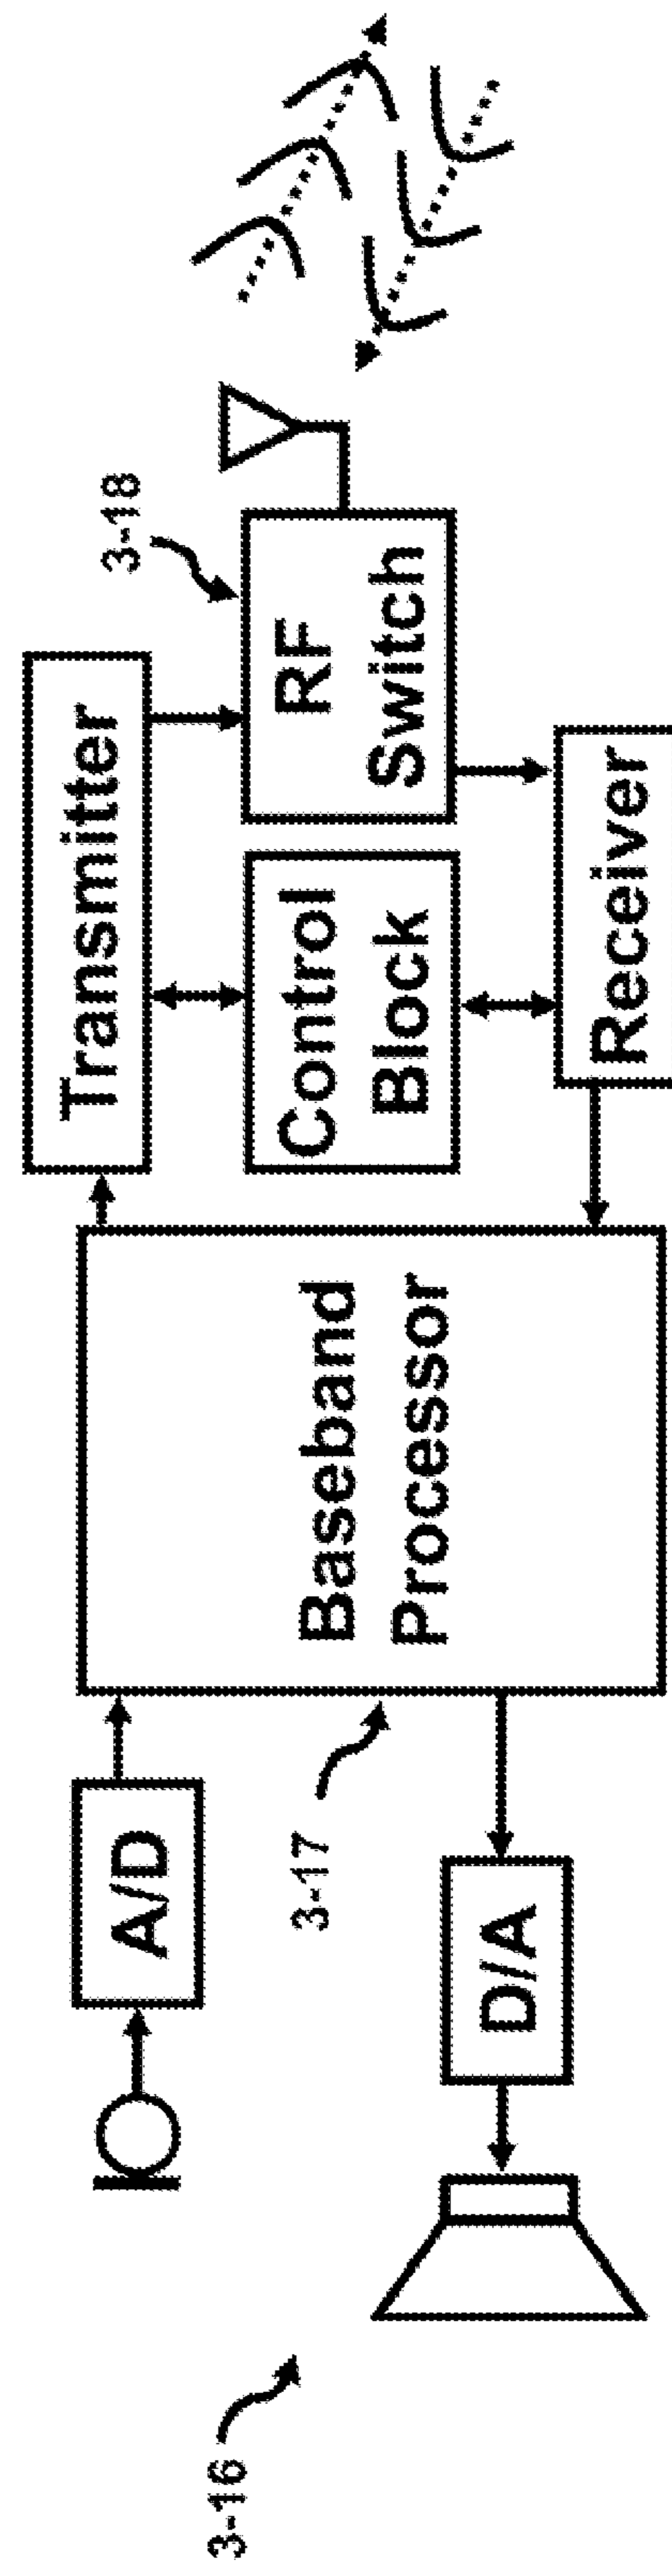 3-16
A/D
D/A
3-17
Baseband
Processor
Transmitter
Control
Block
Receiver
3-18
RF
Switch